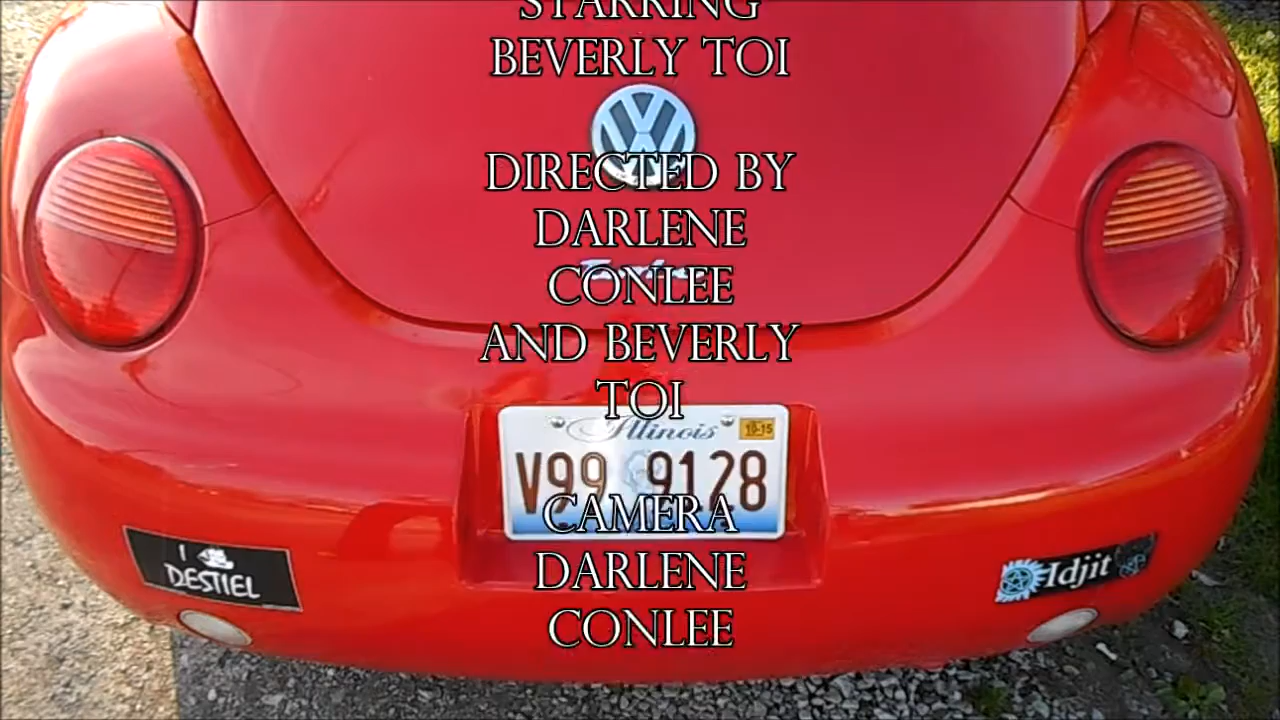 STARRING
BEVERLY TOI
DIRECTED BY
DARLENE
CONLEE
AND BEVERLY
TOI
Illinois
10-15
V99 9128
CAMERA
DARLENE
CONLEE
I
DESTIEL
Idjit